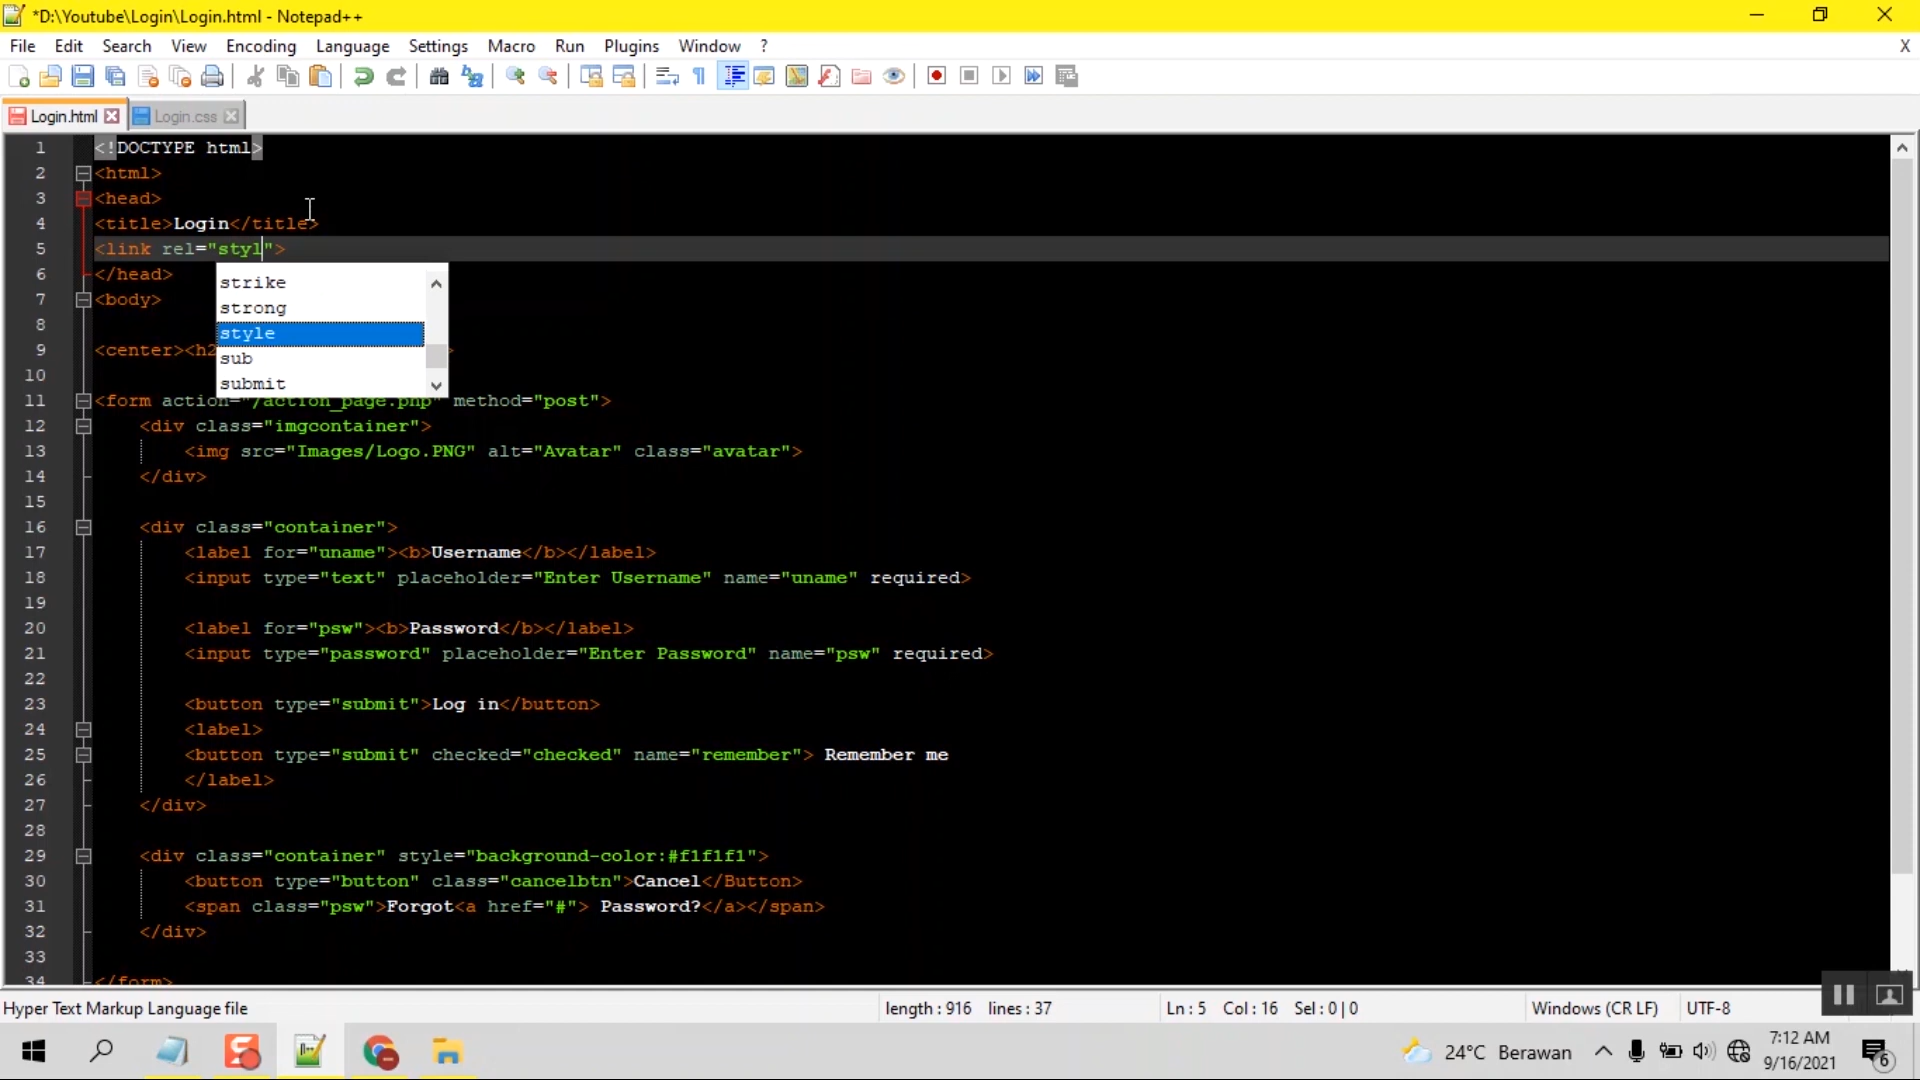 *D:\Youtube\Login\Login.html - Notepad++
File Edit Search View Encoding Language Settings Macro Run Plugins Window ? X
Login.html Login.css
1 <!DOCTYPE html>
2 <html>
3 <head>
4 <title>Login</title>
5 <link rel="styl">
6 </head>
7 <body>
8
9 <center><h2
10
11 <form action="/action_page.php" method="post">
12 <div class="imgcontainer">
13 <img src="Images/Logo.PNG" alt="Avatar" class="avatar">
14 </div>
15
16 <div class="container">
17 <label for="uname"><b>Username</b></label>
18 <input type="text" placeholder="Enter Username" name="uname" required>
19
20 <label for="psw"><b>Password</b></label>
21 <input type="password" placeholder="Enter Password" name="psw" required>
22
23 <button type="submit">Log in</button>
24 <label>
25 <button type="submit" checked="checked" name="remember"> Remember me
26 </label>
27 </div>
28
29 <div class="container" style="background-color:#f1f1f1">
30 <button type="button" class="cancelbtn">Cancel</Button>
31 <span class="psw">Forgot<a href="#"> Password?</a></span>
32 </div>
33
34 </form>
strike
strong
style
sub
submit
Hyper Text Markup Language file length : 916 lines : 37 Ln : 5 Col : 16 Sel : 0 | 0 Windows (CR LF) UTF-8
24°C Berawan 7:12 AM
9/16/2021 6